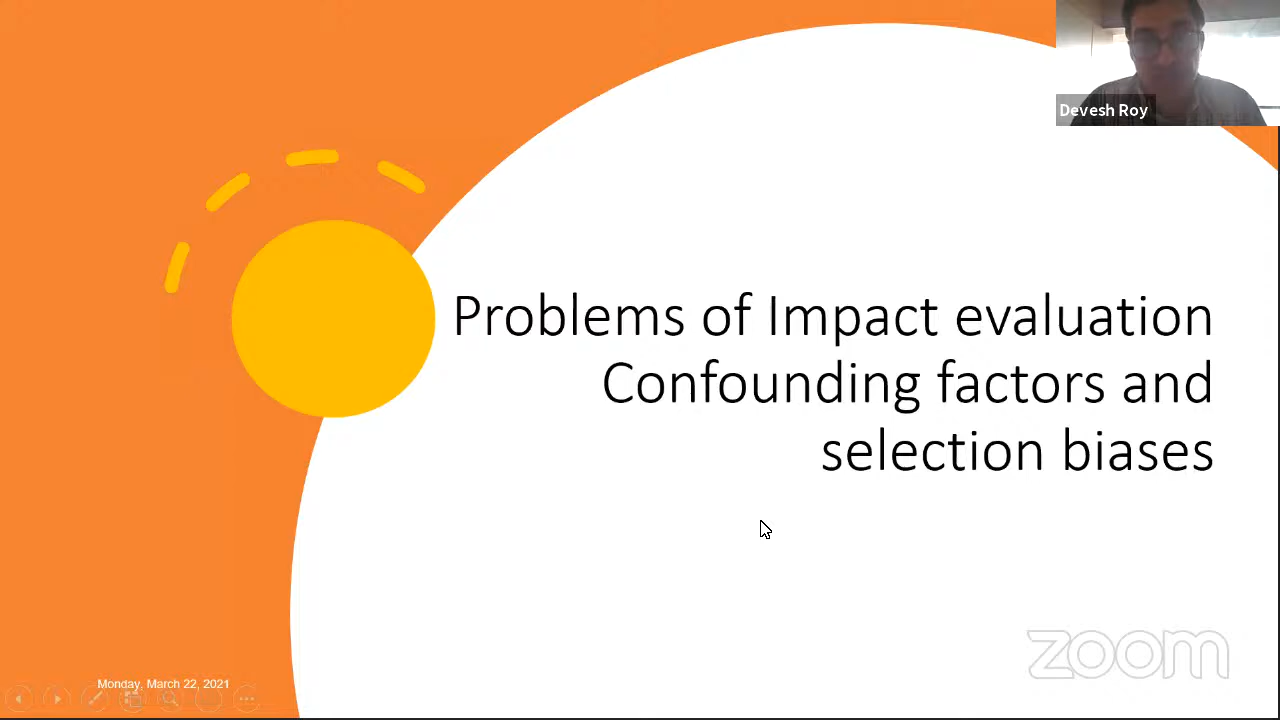 Devesh Roy
Problems of Impact evaluation
Confounding factors and
selection biases
zoom
Monday, March 22, 2021